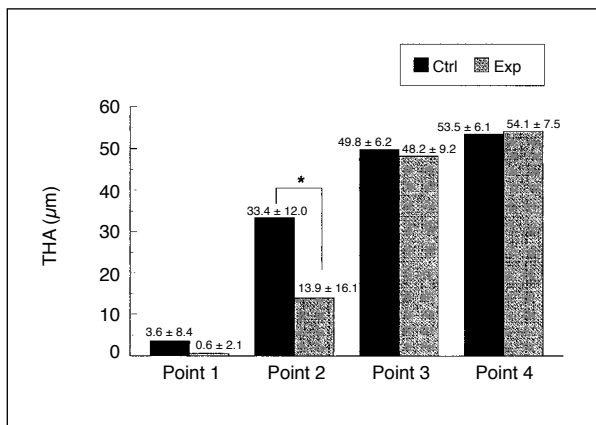 Ctrl Exp
THA (µm)
60
50
40
30
20
10
0
3.6 ± 8.4
0.6 ± 2.1
33.4 ± 12.0
*
13.9 ± 16.1
49.8 ± 6.2
48.2 ± 9.2
53.5 ± 6.1
54.1 ± 7.5
Point 1 Point 2 Point 3 Point 4